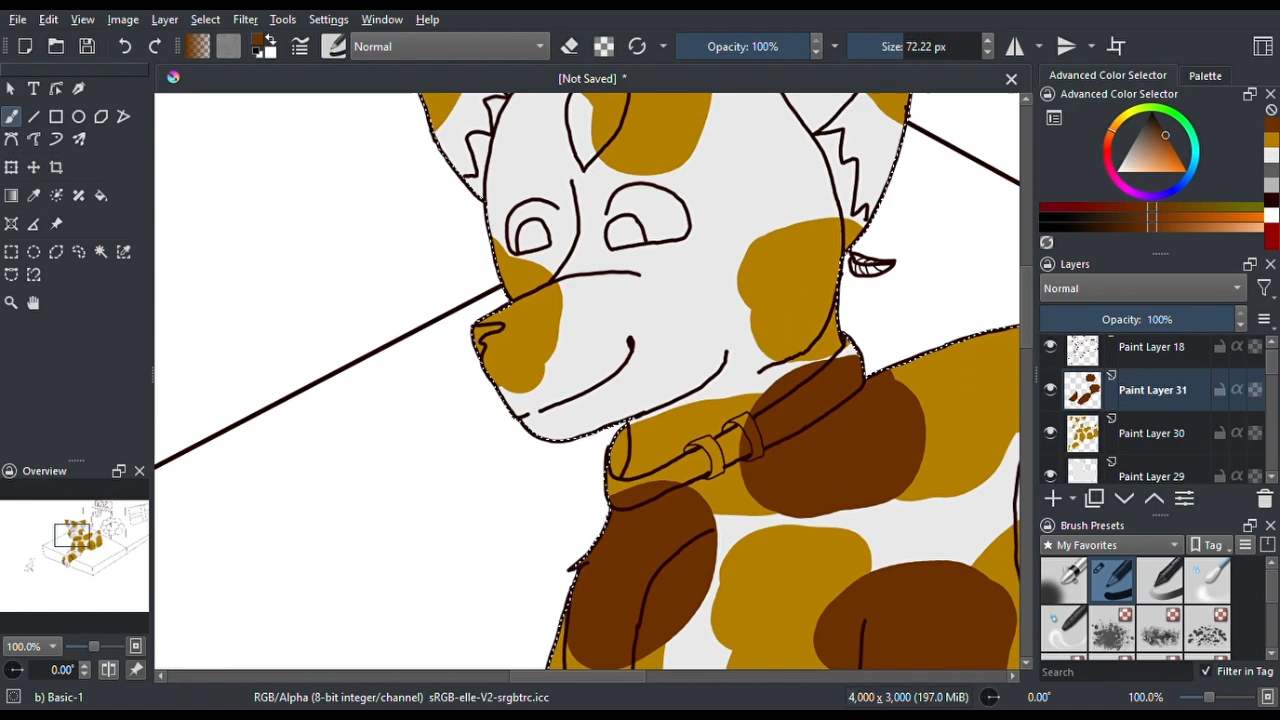 File Edit View Image Layer Select Filter Tools Settings Window Help
Normal Opacity: 100% Size: 72.22 px
[Not Saved] *
Advanced Color Selector Palette
Advanced Color Selector
Layers
Normal
Opacity: 100%
Paint Layer 18
Paint Layer 31
Paint Layer 30
Paint Layer 29
Overview
Brush Presets
My Favorites Tag
100.0%
0.00°
Search Filter in Tag
b) Basic-1 RGB/Alpha (8-bit integer/channel) sRGB-elle-V2-srgbtrc.icc 4,000 x 3,000 (197.0 MiB) 0.00° 100.0%